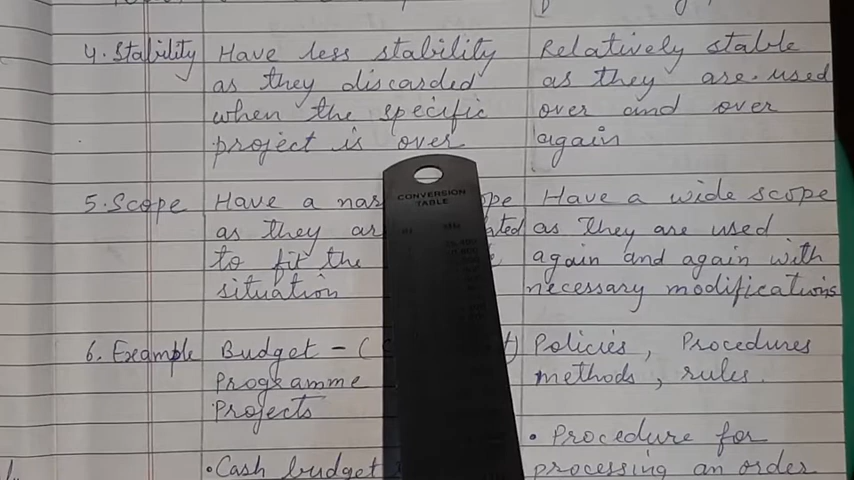 4. Stability Have less stability Relatively stable
as they discarded as they are used
when the specific over and over
project is over again
CONVERSION
TABLE
5. Scope Have a ope Have a wide scope
as they ated as they are used
to fit the again and again with
situation necessary modifications
6. Example Budget - ( ) Policies, Procedures
Programme methods, rules.
Projects
• Procedure for
• Cash budget processing an order